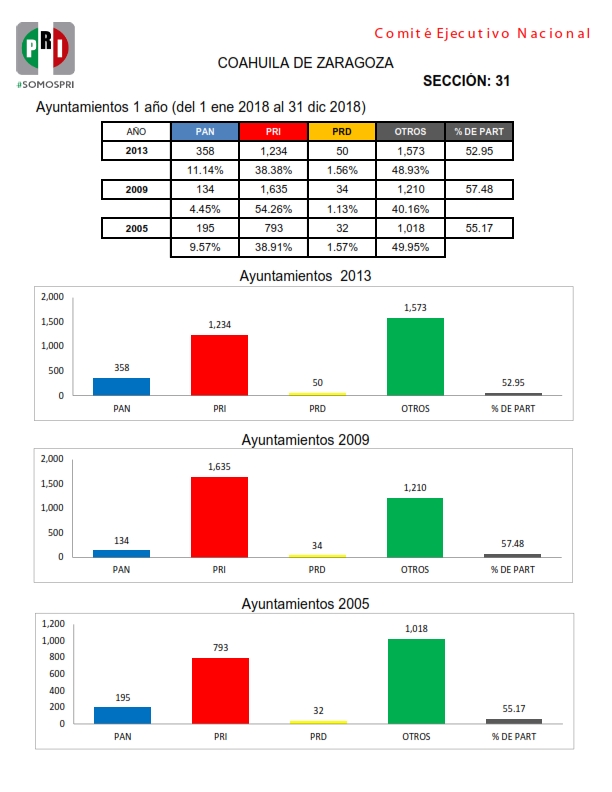 Comité Ejecutivo Nacional
PRI
#SOMOSPRI
COAHUILA DE ZARAGOZA
SECCIÓN: 31
Ayuntamientos 1 año (del 1 ene 2018 al 31 dic 2018)
AÑO PAN PRI PRD OTROS % DE PART
2013 358 1,234 50 1,573 52.95
11.14% 38.38% 1.56% 48.93%
2009 134 1,635 34 1,210 57.48
4.45% 54.26% 1.13% 40.16%
2005 195 793 32 1,018 55.17
9.57% 38.91% 1.57% 49.95%
Ayuntamientos 2013
2,000
1,500
1,000
500
0
358 1,234 50 1,573 52.95
PAN PRI PRD OTROS % DE PART
Ayuntamientos 2009
2,000
1,500
1,000
500
0
134 1,635 34 1,210 57.48
PAN PRI PRD OTROS % DE PART
Ayuntamientos 2005
1,200
1,000
800
600
400
200
0
195 793 32 1,018 55.17
PAN PRI PRD OTROS % DE PART